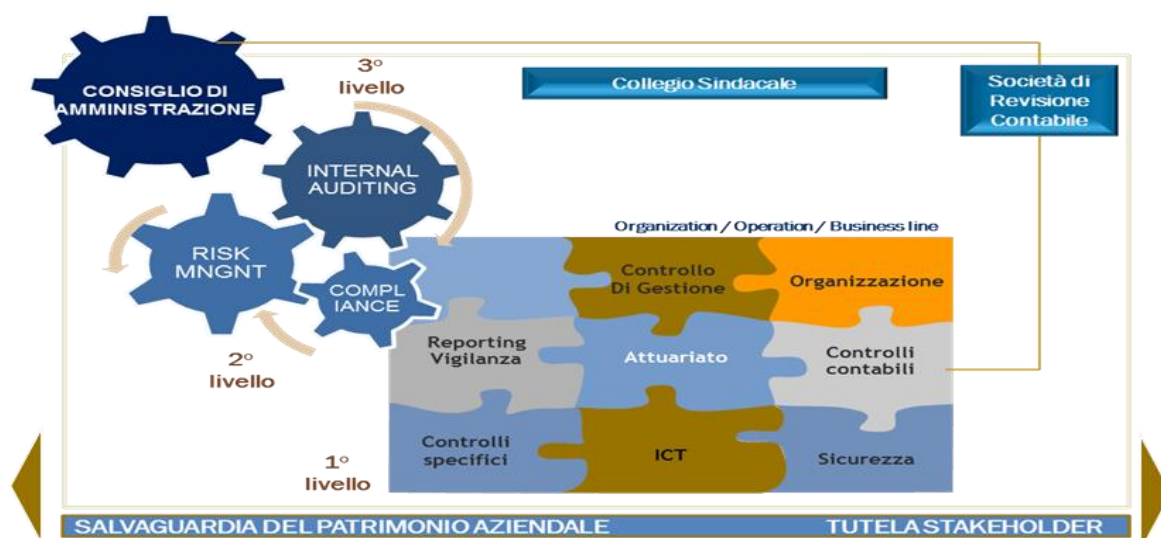 CONSIGLIO DI
AMMINISTRAZIONE
3° livello
Collegio Sindacale
Società di
Revisione
Contabile
INTERNAL
AUDITING
RISK
MNGNT
COMPL
IANCE
2°
livello
Organization / Operation / Business line
Controllo
Di Gestione
Organizzazione
Reporting
Vigilanza
Attuariato
Controlli
contabili
1°
livello
Controlli
specifici
ICT
Sicurezza
SALVAGUARDIA DEL PATRIMONIO AZIENDALE
TUTELA STAKEHOLDER